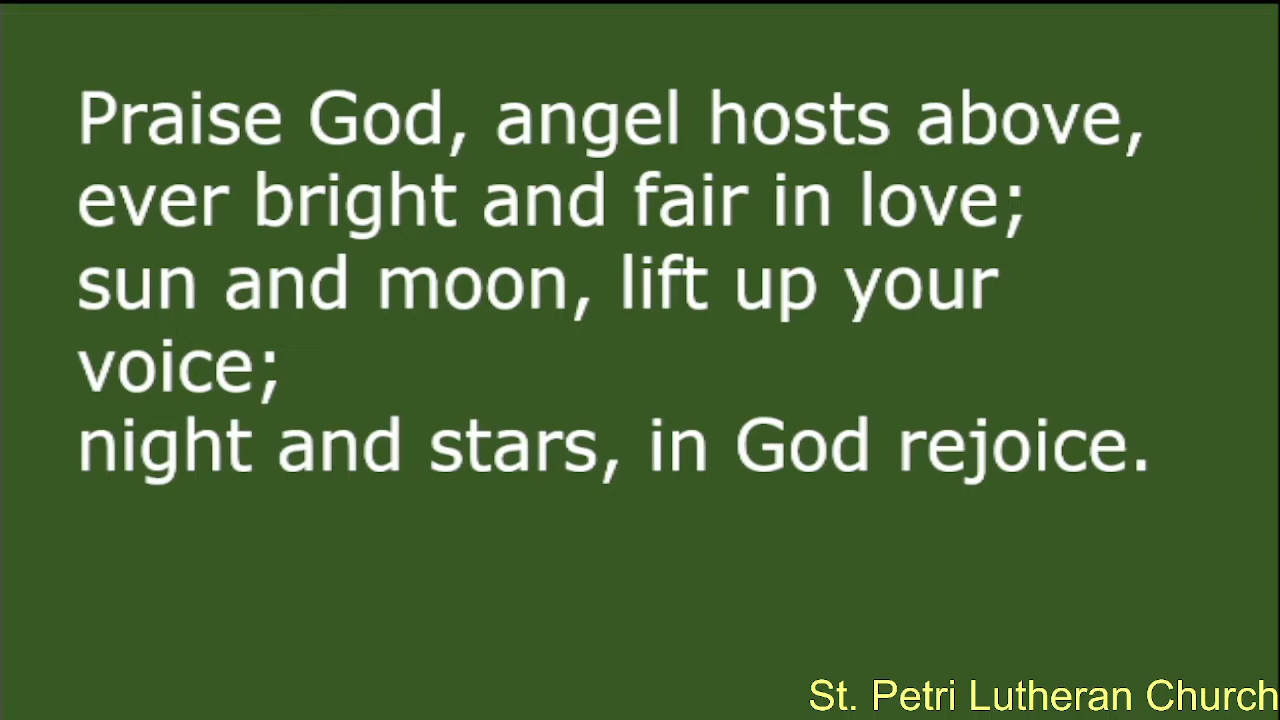 Praise God, angel hosts above,
ever bright and fair in love;
sun and moon, lift up your
voice;
night and stars, in God rejoice.
St. Petri Lutheran Church